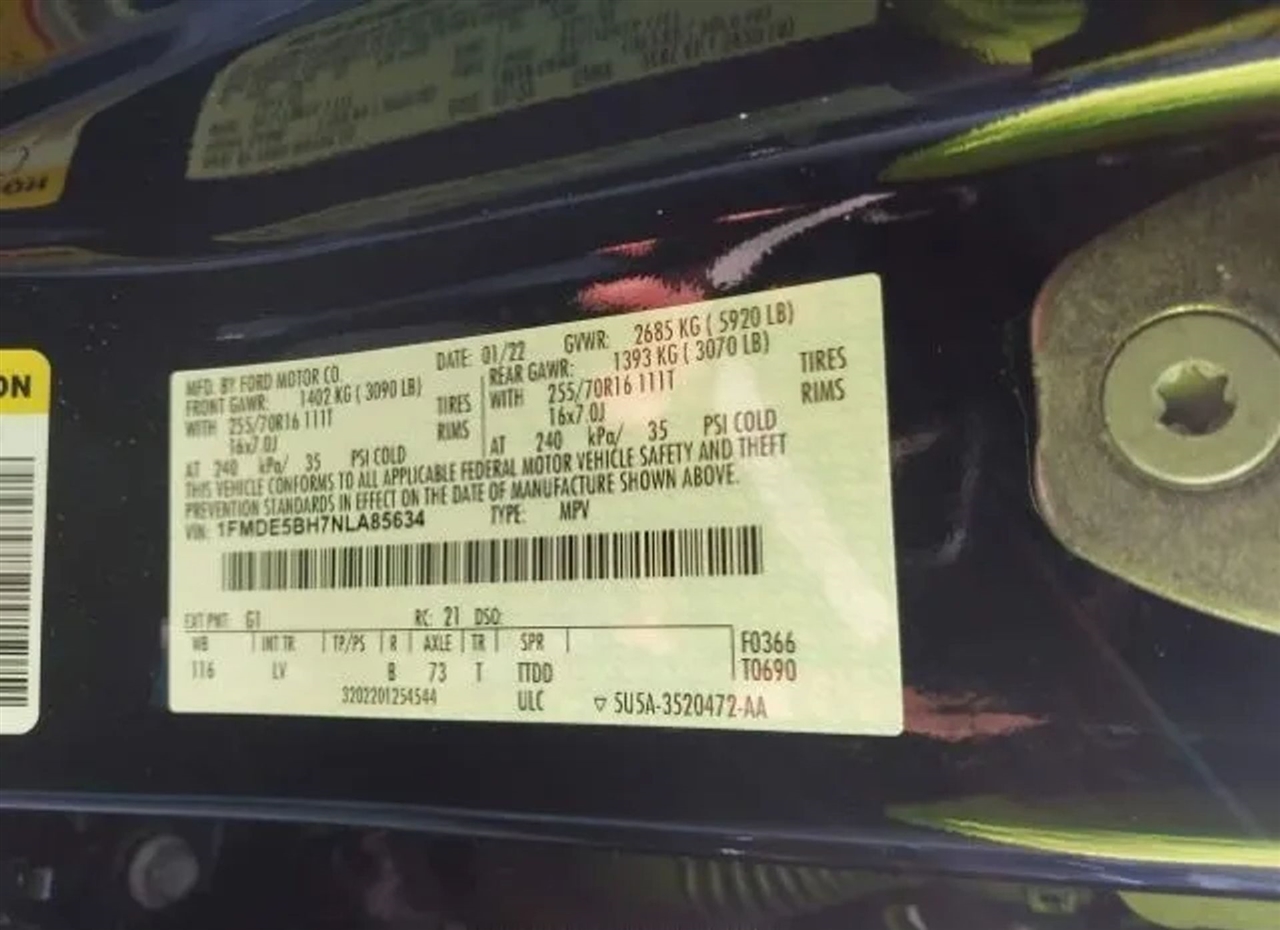 MFD. BY FORD MOTOR CO. DATE: 01/22 GVWR: 2685 KG ( 5920 LB)
FRONT GAWR: 1402 KG ( 3090 LB) REAR GAWR: 1393 KG ( 3070 LB)
WITH 255/70R16 111T TIRES WITH 255/70R16 111T TIRES
16x7.0J RIMS 16x7.0J RIMS
AT 240 kPa/ 35 PSI COLD AT 240 kPa/ 35 PSI COLD
THIS VEHICLE CONFORMS TO ALL APPLICABLE FEDERAL MOTOR VEHICLE SAFETY AND THEFT
PREVENTION STANDARDS IN EFFECT ON THE DATE OF MANUFACTURE SHOWN ABOVE.
VIN: 1FMDE5BH7NLA85634 TYPE: MPV
EXT PNT: G1 RC: 21 DSO:
WB INT TR TP/PS R AXLE TR SPR F0366
116 LV B 73 T TTDD T0690
3202201254544 ULC ▽ 5U5A-3520472-AA
ON